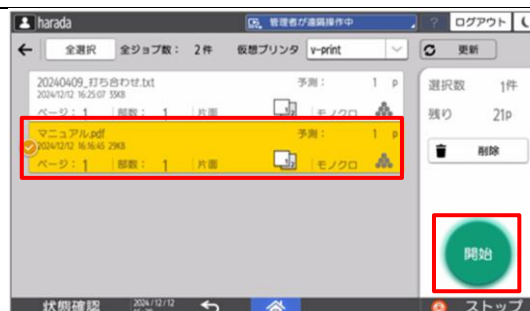 harada
管理者が遠隔操作中
?
ログアウト
全選択
全ジョブ数： 2件
仮想プリンタ
v-print
更新
20240409_打ち合わせ.txt
2024/12/12 16:25:07 55KB
予測： 1 p
ページ： 1 部数： 1 片面 モノクロ
マニュアル.pdf
2024/12/12 16:16:45 29KB
予測： 1 p
ページ： 1 部数： 1 片面 モノクロ
選択数 1件
残り 21p
削除
開始
状態確認
2024/12/12
ストップ